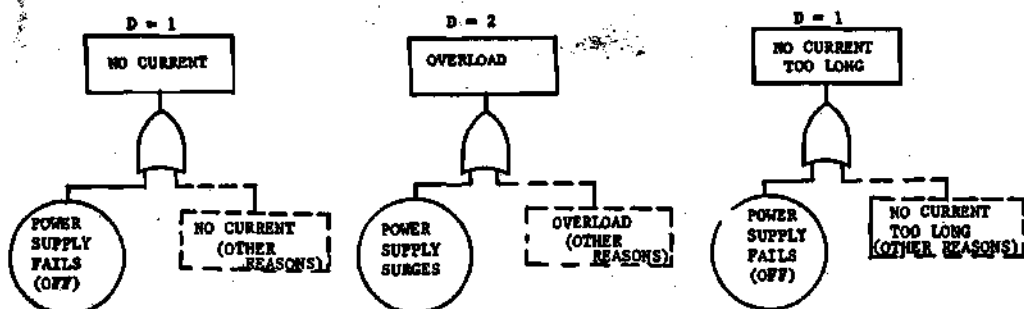 D = 1
NO CURRENT
POWER
SUPPLY
FAILS
(OFF)
NO CURRENT
(OTHER
REASONS)
D = 2
OVERLOAD
POWER
SUPPLY
SURGES
OVERLOAD
(OTHER
REASONS)
D = 1
NO CURRENT
TOO LONG
POWER
SUPPLY
FAILS
(OFF)
NO CURRENT
TOO LONG
(OTHER REASONS)